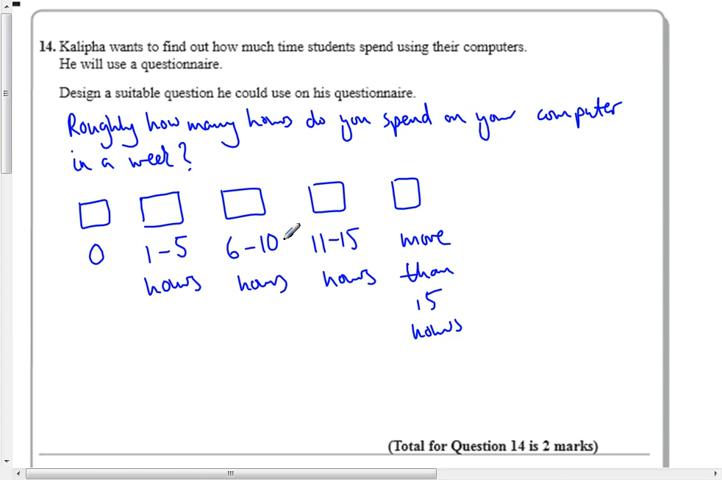 14. Kalipha wants to find out how much time students spend using their computers.
He will use a questionnaire.
Design a suitable question he could use on his questionnaire.
Roughly how many hours do you spend on your computer
in a week?
0 1-5 6-10 11-15 more
hours hours hours than
15
hours
(Total for Question 14 is 2 marks)